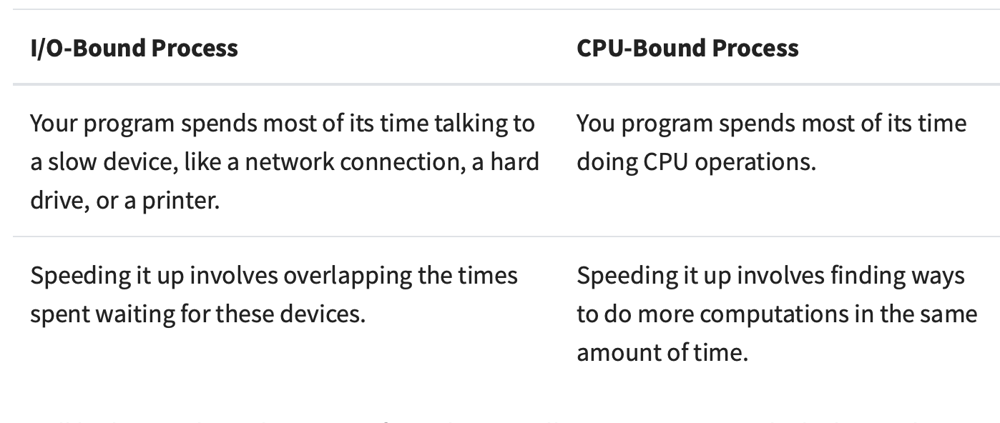 I/O-Bound Process
CPU-Bound Process
Your program spends most of its time talking to
a slow device, like a network connection, a hard
drive, or a printer.
You program spends most of its time
doing CPU operations.
Speeding it up involves overlapping the times
spent waiting for these devices.
Speeding it up involves finding ways
to do more computations in the same
amount of time.